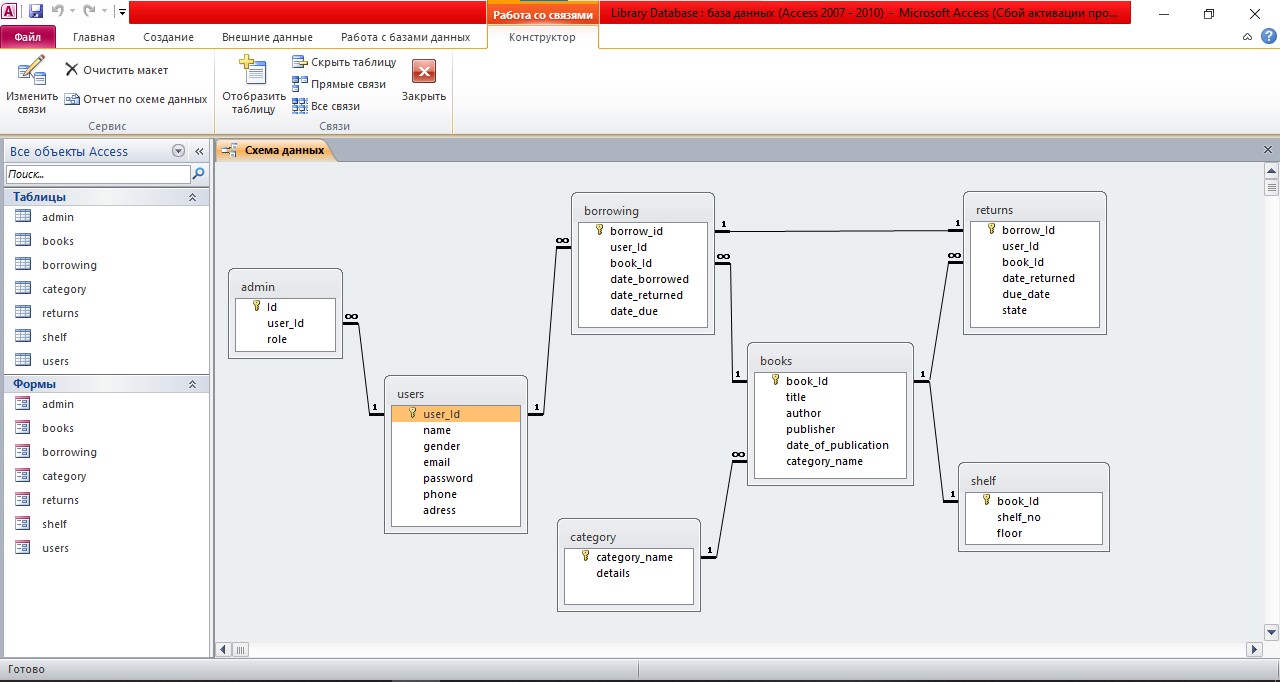 Работа со связями
Library Database : база данных (Access 2007 - 2010) - Microsoft Access (Сбой активации про...
Файл
Главная
Создание
Внешние данные
Работа с базами данных
Конструктор
Изменить связи
Очистить макет
Отчет по схеме данных
Сервис
Отобразить таблицу
Скрыть таблицу
Прямые связи
Все связи
Закрыть
Связи
Все объекты Access
Поиск...
Таблицы
admin
books
borrowing
category
returns
shelf
users
Формы
admin
books
borrowing
category
returns
shelf
users
Схема данных
admin
Id
user_Id
role
∞
1
users
user_Id
name
gender
email
password
phone
adress
1
∞
borrowing
borrow_id
user_Id
book_Id
date_borrowed
date_returned
date_due
1
∞
1
1
∞
returns
borrow_Id
user_Id
book_Id
date_returned
due_date
state
books
book_Id
title
author
publisher
date_of_publication
category_name
1
∞
1
category
category_name
details
1
shelf
book_Id
shelf_no
floor
Готово